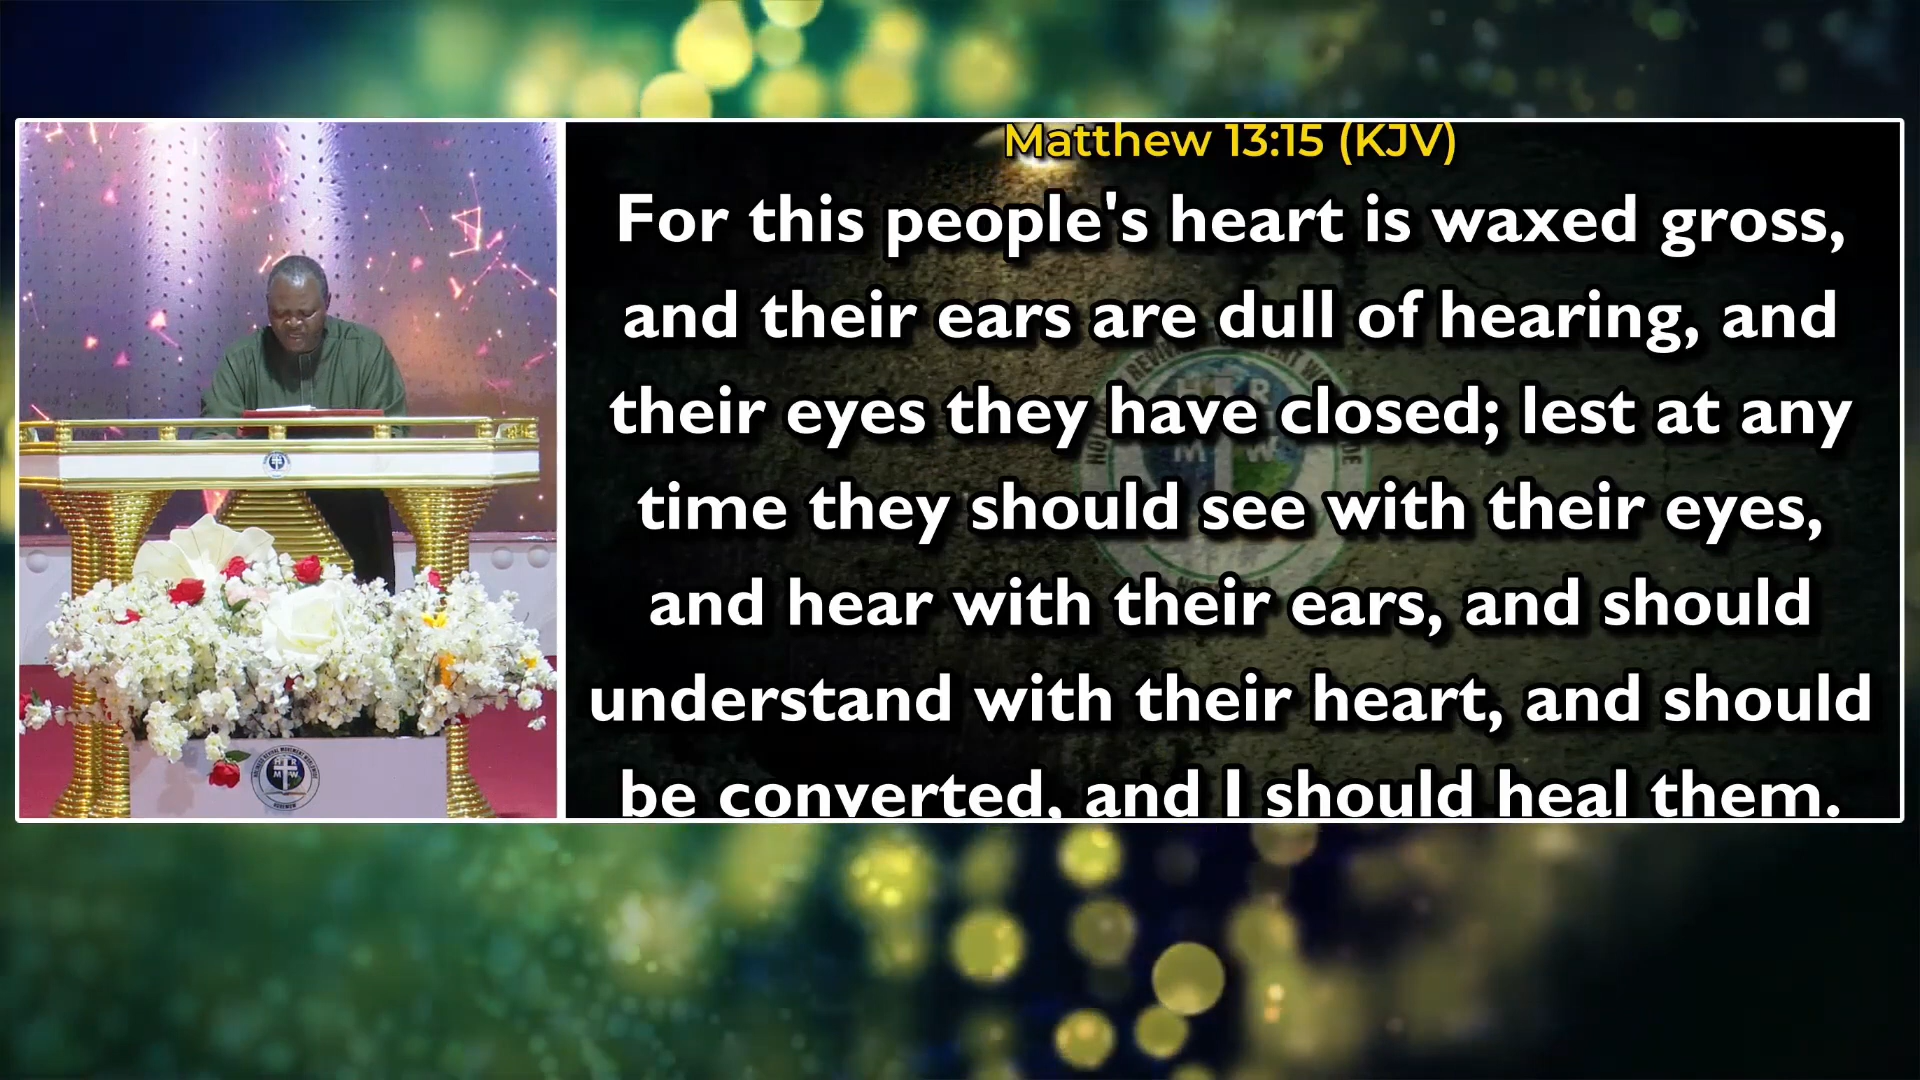 Matthew 13:15 (KJV)
For this people's heart is waxed gross,
and their ears are dull of hearing, and
their eyes they have closed; lest at any
time they should see with their eyes,
and hear with their ears, and should
understand with their heart, and should
be converted, and I should heal them.
H R
M W
HOREMOW